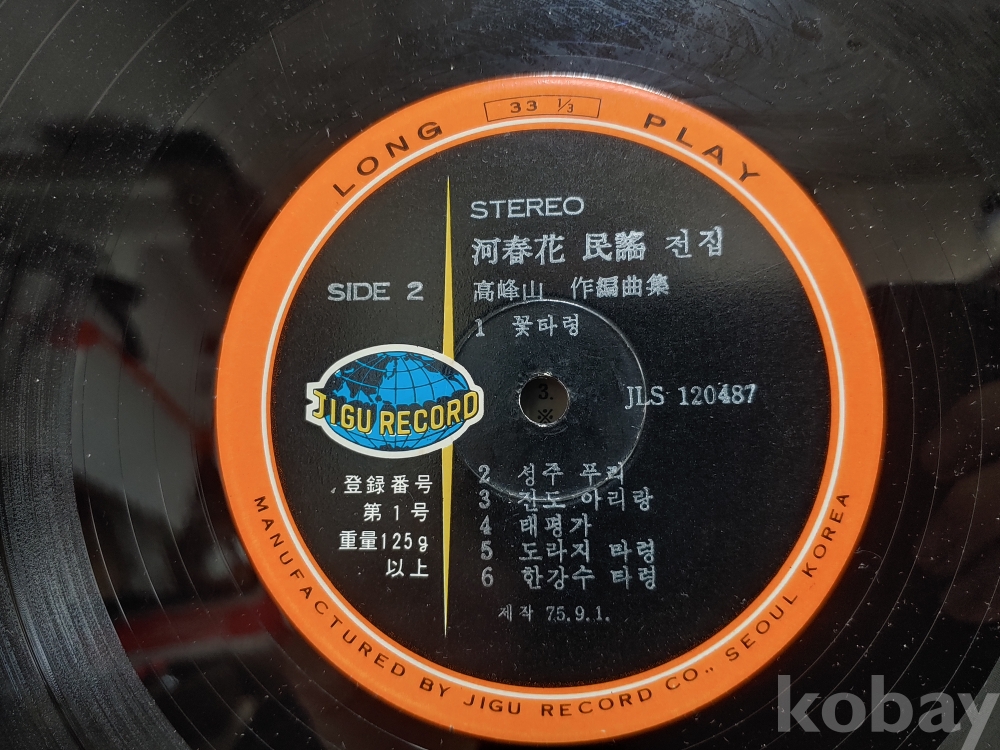 LONG PLAY
33 1/3
STEREO
河春花 民謠 전집
SIDE 2
高峰山 作編曲集
1 꽃타령
JIGU RECORD
JLS 120487
3.
※
2 성주 푸리
3 진도 아리랑
4 태평가
5 도라지 타령
6 한강수 타령
登録番号
第1号
重量125g
以上
제작 75.9.1.
MANUFACTURED BY JIGU RECORD CO., SEOUL KOREA
kobay